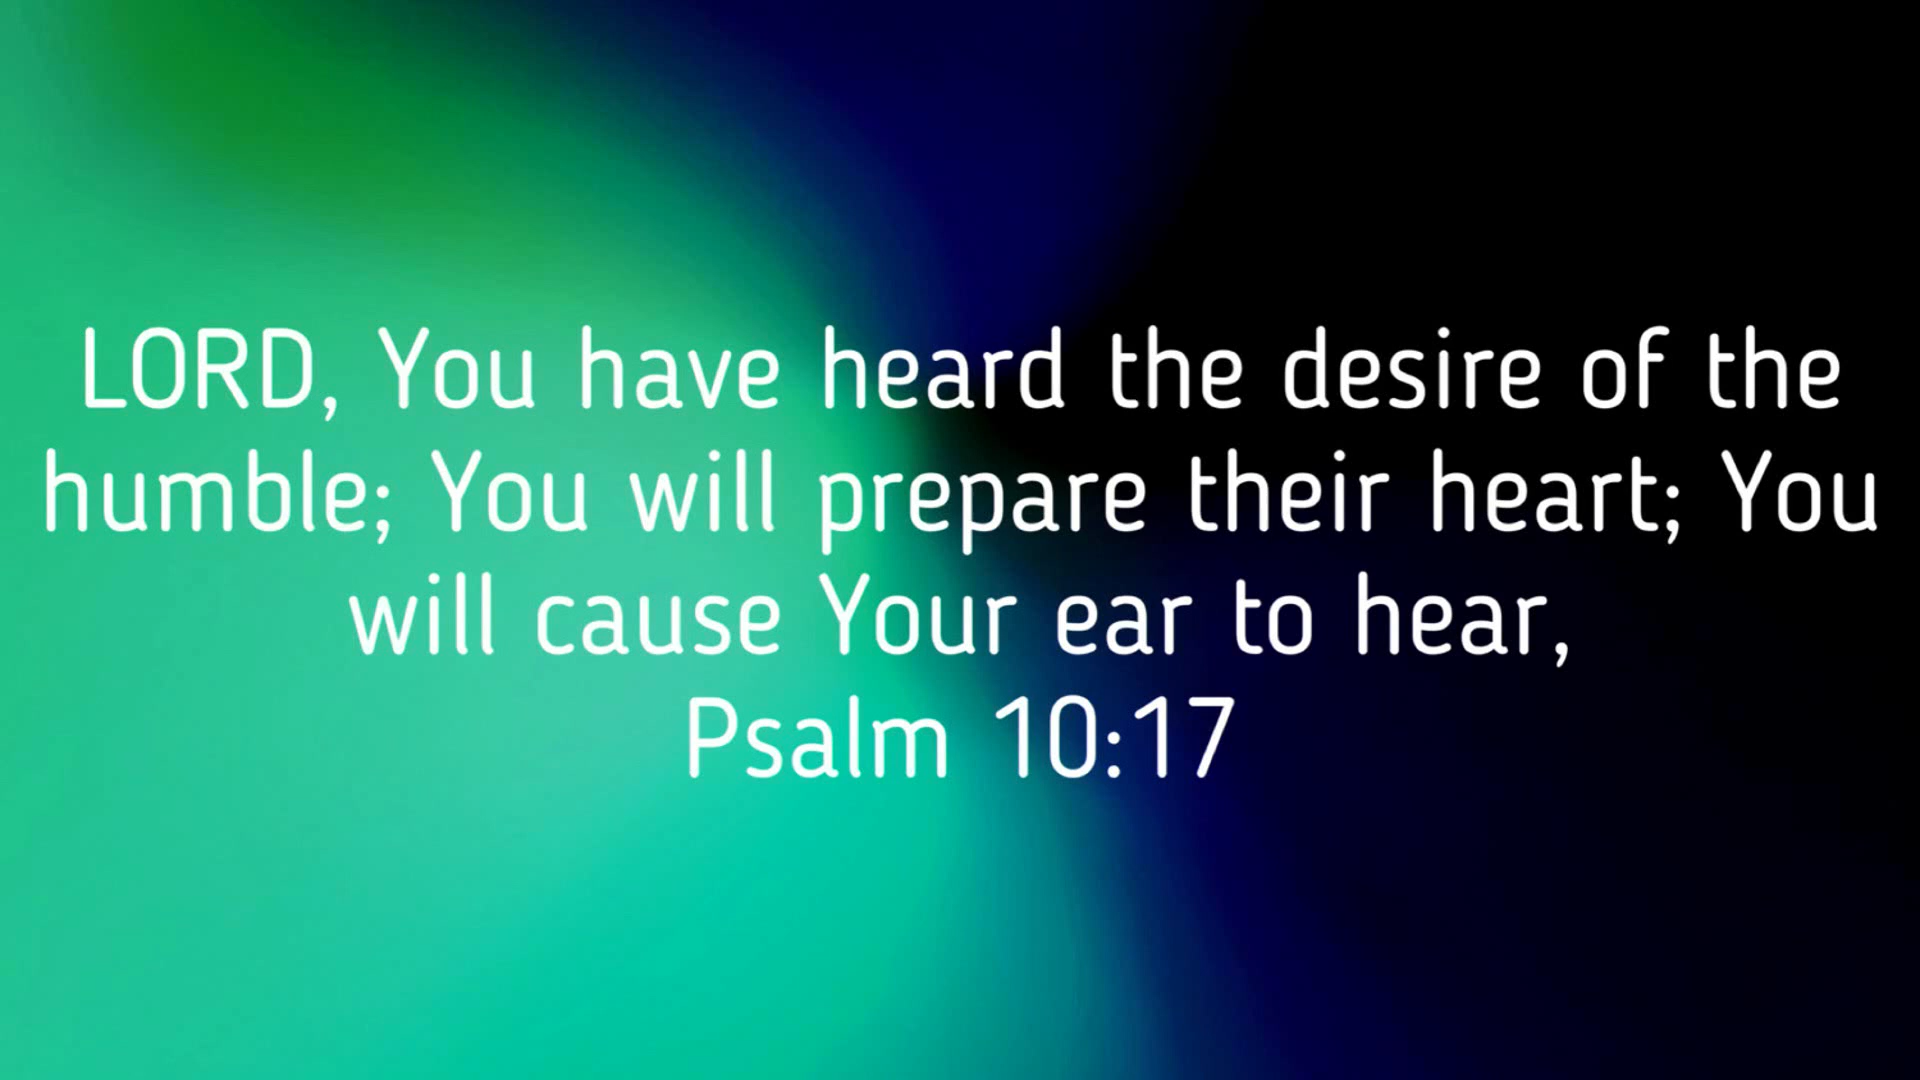 LORD, You have heard the desire of the
humble; You will prepare their heart; You
will cause Your ear to hear,
Psalm 10:17